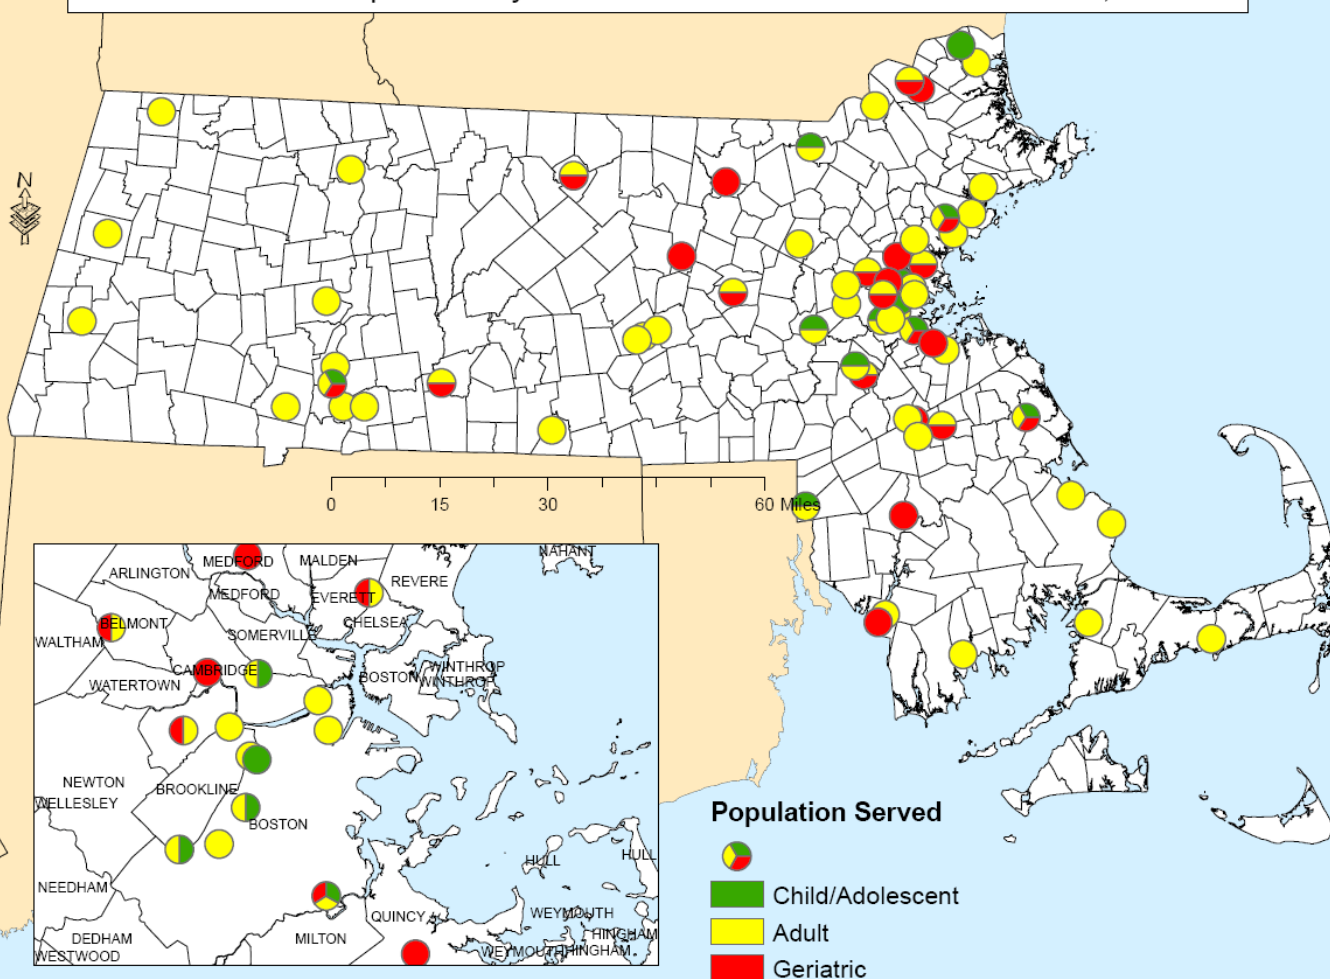 N
0 15 30 60 Miles
NAHANT
MEDFORD
MALDEN
ARLINGTON
REVERE
MEDFORD
EVERETT
CHELSEA
BELMONT
SOMERVILLE
WALTHAM
WINTHROP
CAMBRIDGE
BOSTON
WINTHROP
WATERTOWN
NEWTON
BROOKLINE
WELLESLEY
BOSTON
HULL
HULL
NEEDHAM
QUINCY
WEYMOUTH
HINGHAM
DEDHAM
MILTON
WEYMOUTH
HINGHAM
WESTWOOD
Population Served
Child/Adolescent
Adult
Geriatric